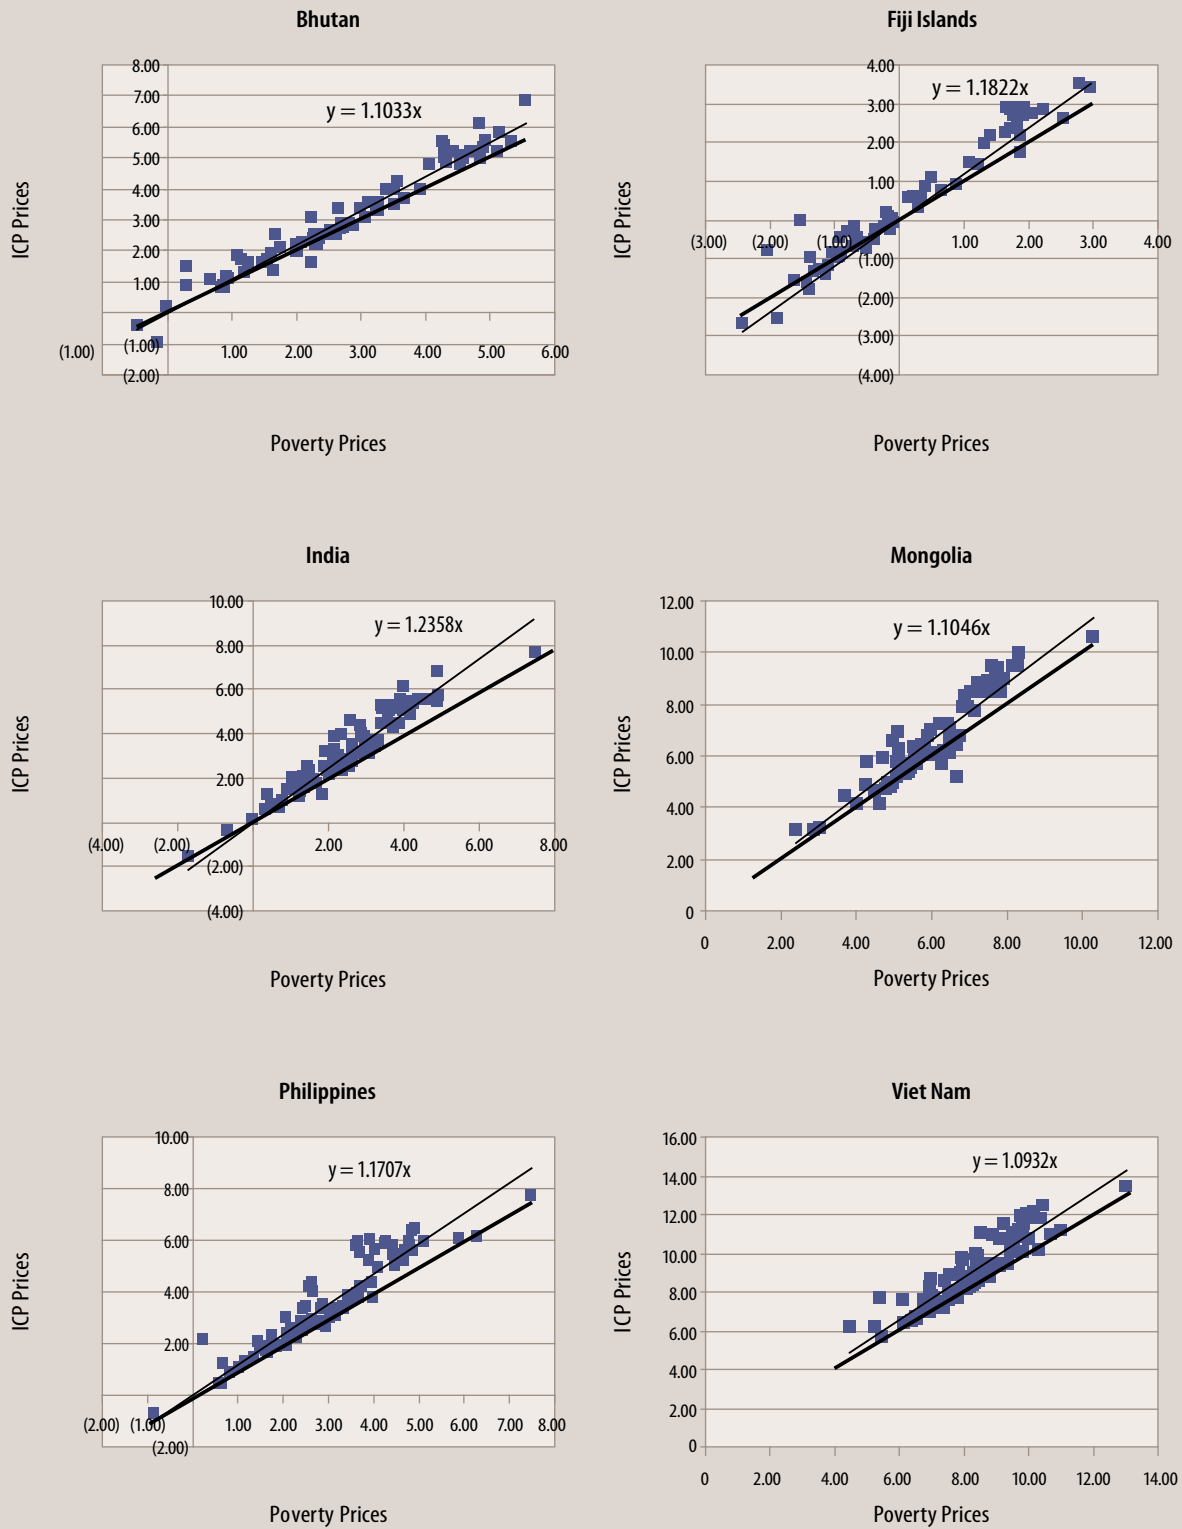 Bhutan
8.00
7.00
6.00
5.00
4.00
3.00
2.00
1.00
(1.00)
(2.00)
y = 1.1033x
(1.00)
1.00 2.00 3.00 4.00 5.00 6.00
ICP Prices
Poverty Prices
Fiji Islands
4.00
3.00
2.00
1.00
(1.00)
(2.00)
(3.00)
(4.00)
y = 1.1822x
(3.00) (2.00) (1.00) 1.00 2.00 3.00 4.00
ICP Prices
Poverty Prices
India
10.00
8.00
6.00
4.00
2.00
(2.00)
(4.00)
y = 1.2358x
(4.00) (2.00) 2.00 4.00 6.00 8.00
ICP Prices
Poverty Prices
Mongolia
12.00
10.00
8.00
6.00
4.00
2.00
0
y = 1.1046x
0 2.00 4.00 6.00 8.00 10.00 12.00
ICP Prices
Poverty Prices
Philippines
10.00
8.00
6.00
4.00
2.00
(2.00)
y = 1.1707x
(2.00) (1.00) 1.00 2.00 3.00 4.00 5.00 6.00 7.00 8.00
ICP Prices
Poverty Prices
Viet Nam
16.00
14.00
12.00
10.00
8.00
6.00
4.00
2.00
0
y = 1.0932x
0 2.00 4.00 6.00 8.00 10.00 12.00 14.00
ICP Prices
Poverty Prices